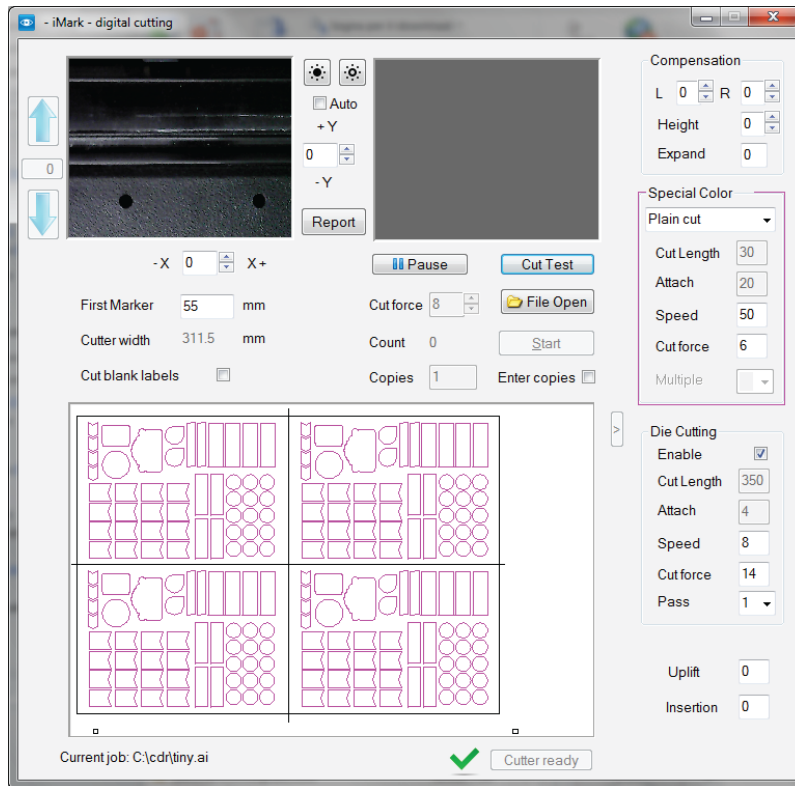 - iMark - digital cutting
Auto
+ Y
0
- Y
Report
0
- X 0 X +
Pause
Cut Test
First Marker 55 mm
Cut force 8
File Open
Cutter width 311.5 mm
Count 0
Start
Cut blank labels
Copies 1
Enter copies
>
Compensation
L 0 R 0
Height 0
Expand 0
Special Color
Plain cut
Cut Length 30
Attach 20
Speed 50
Cut force 6
Multiple
Die Cutting
Enable
Cut Length 350
Attach 4
Speed 8
Cut force 14
Pass 1
Uplift 0
Insertion 0
Current job: C:\cdr\tiny.ai
Cutter ready